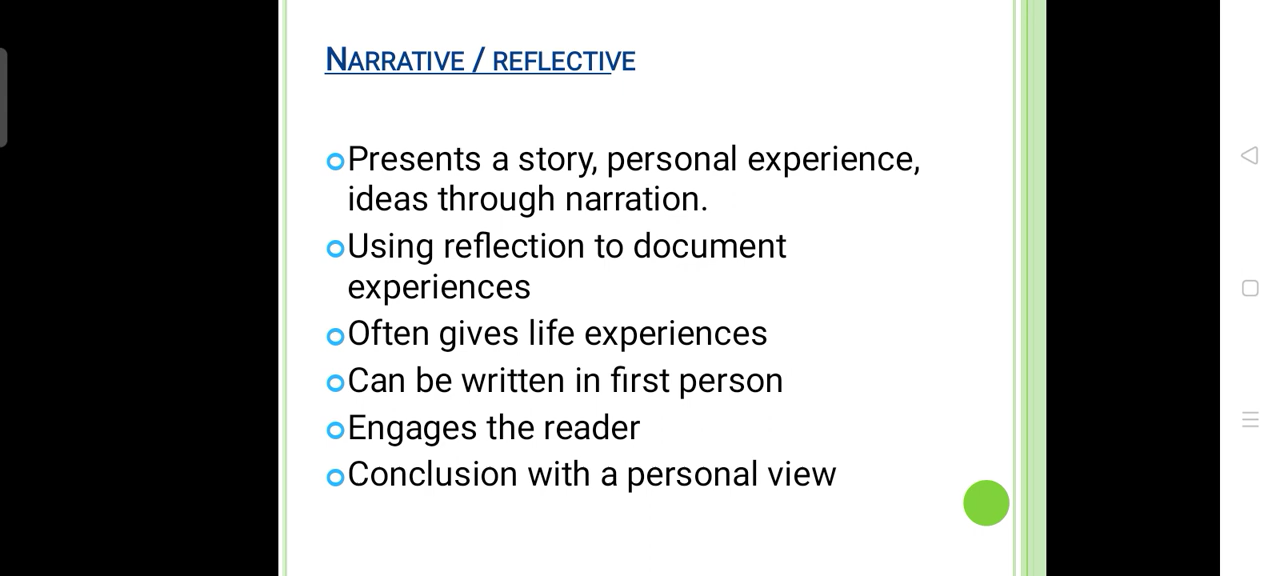 NARRATIVE / REFLECTIVE
Presents a story, personal experience,
ideas through narration.
Using reflection to document
experiences
Often gives life experiences
Can be written in first person
Engages the reader
Conclusion with a personal view